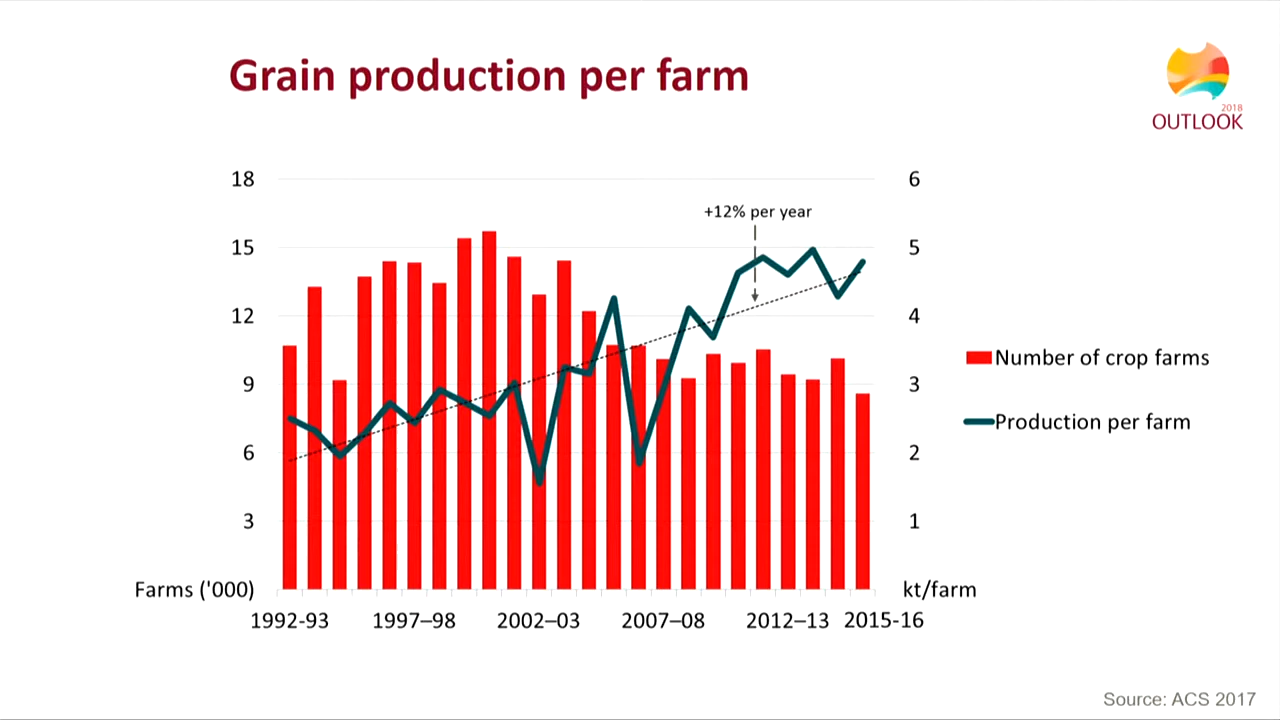 Grain production per farm
2018
OUTLOOK
18
6
+12% per year
15
5
12
4
9
3
Number of crop farms
Production per farm
6
2
3
1
Farms ('000)
kt/farm
1992-93
1997–98
2002–03
2007–08
2012–13
2015-16
Source: ACS 2017